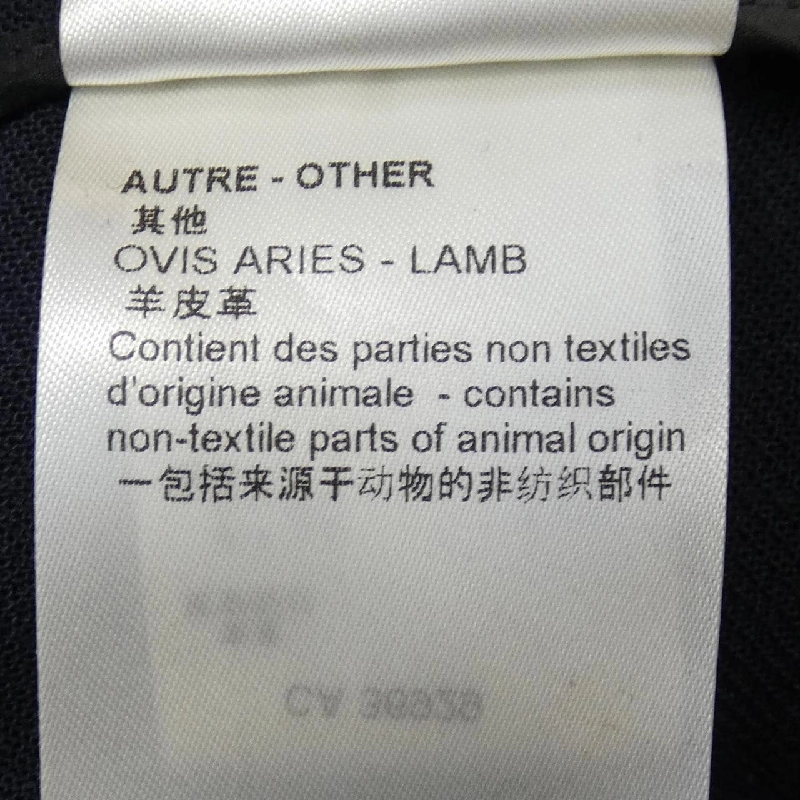 AUTRE - OTHER
其他
OVIS ARIES - LAMB
羊皮革
Contient des parties non textiles
d'origine animale - contains
non-textile parts of animal origin
一包括来源于动物的非纺织部件